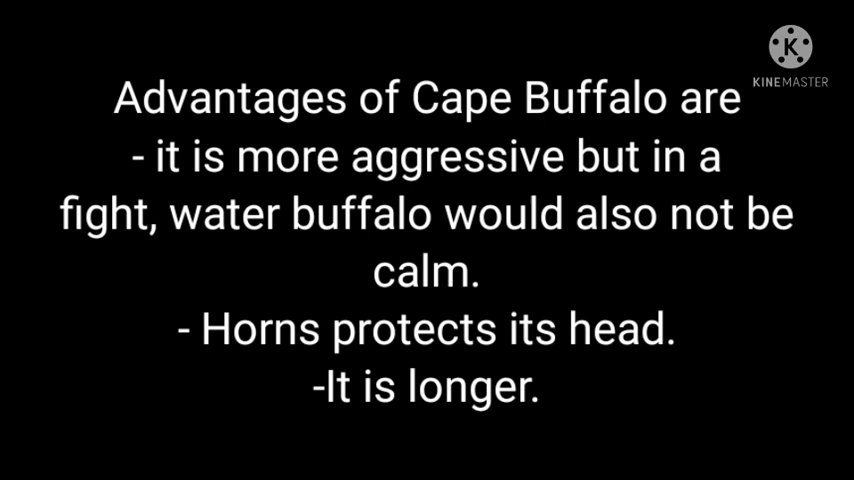 K
KINEMASTER
Advantages of Cape Buffalo are
- it is more aggressive but in a
fight, water buffalo would also not be
calm.
- Horns protects its head.
-It is longer.